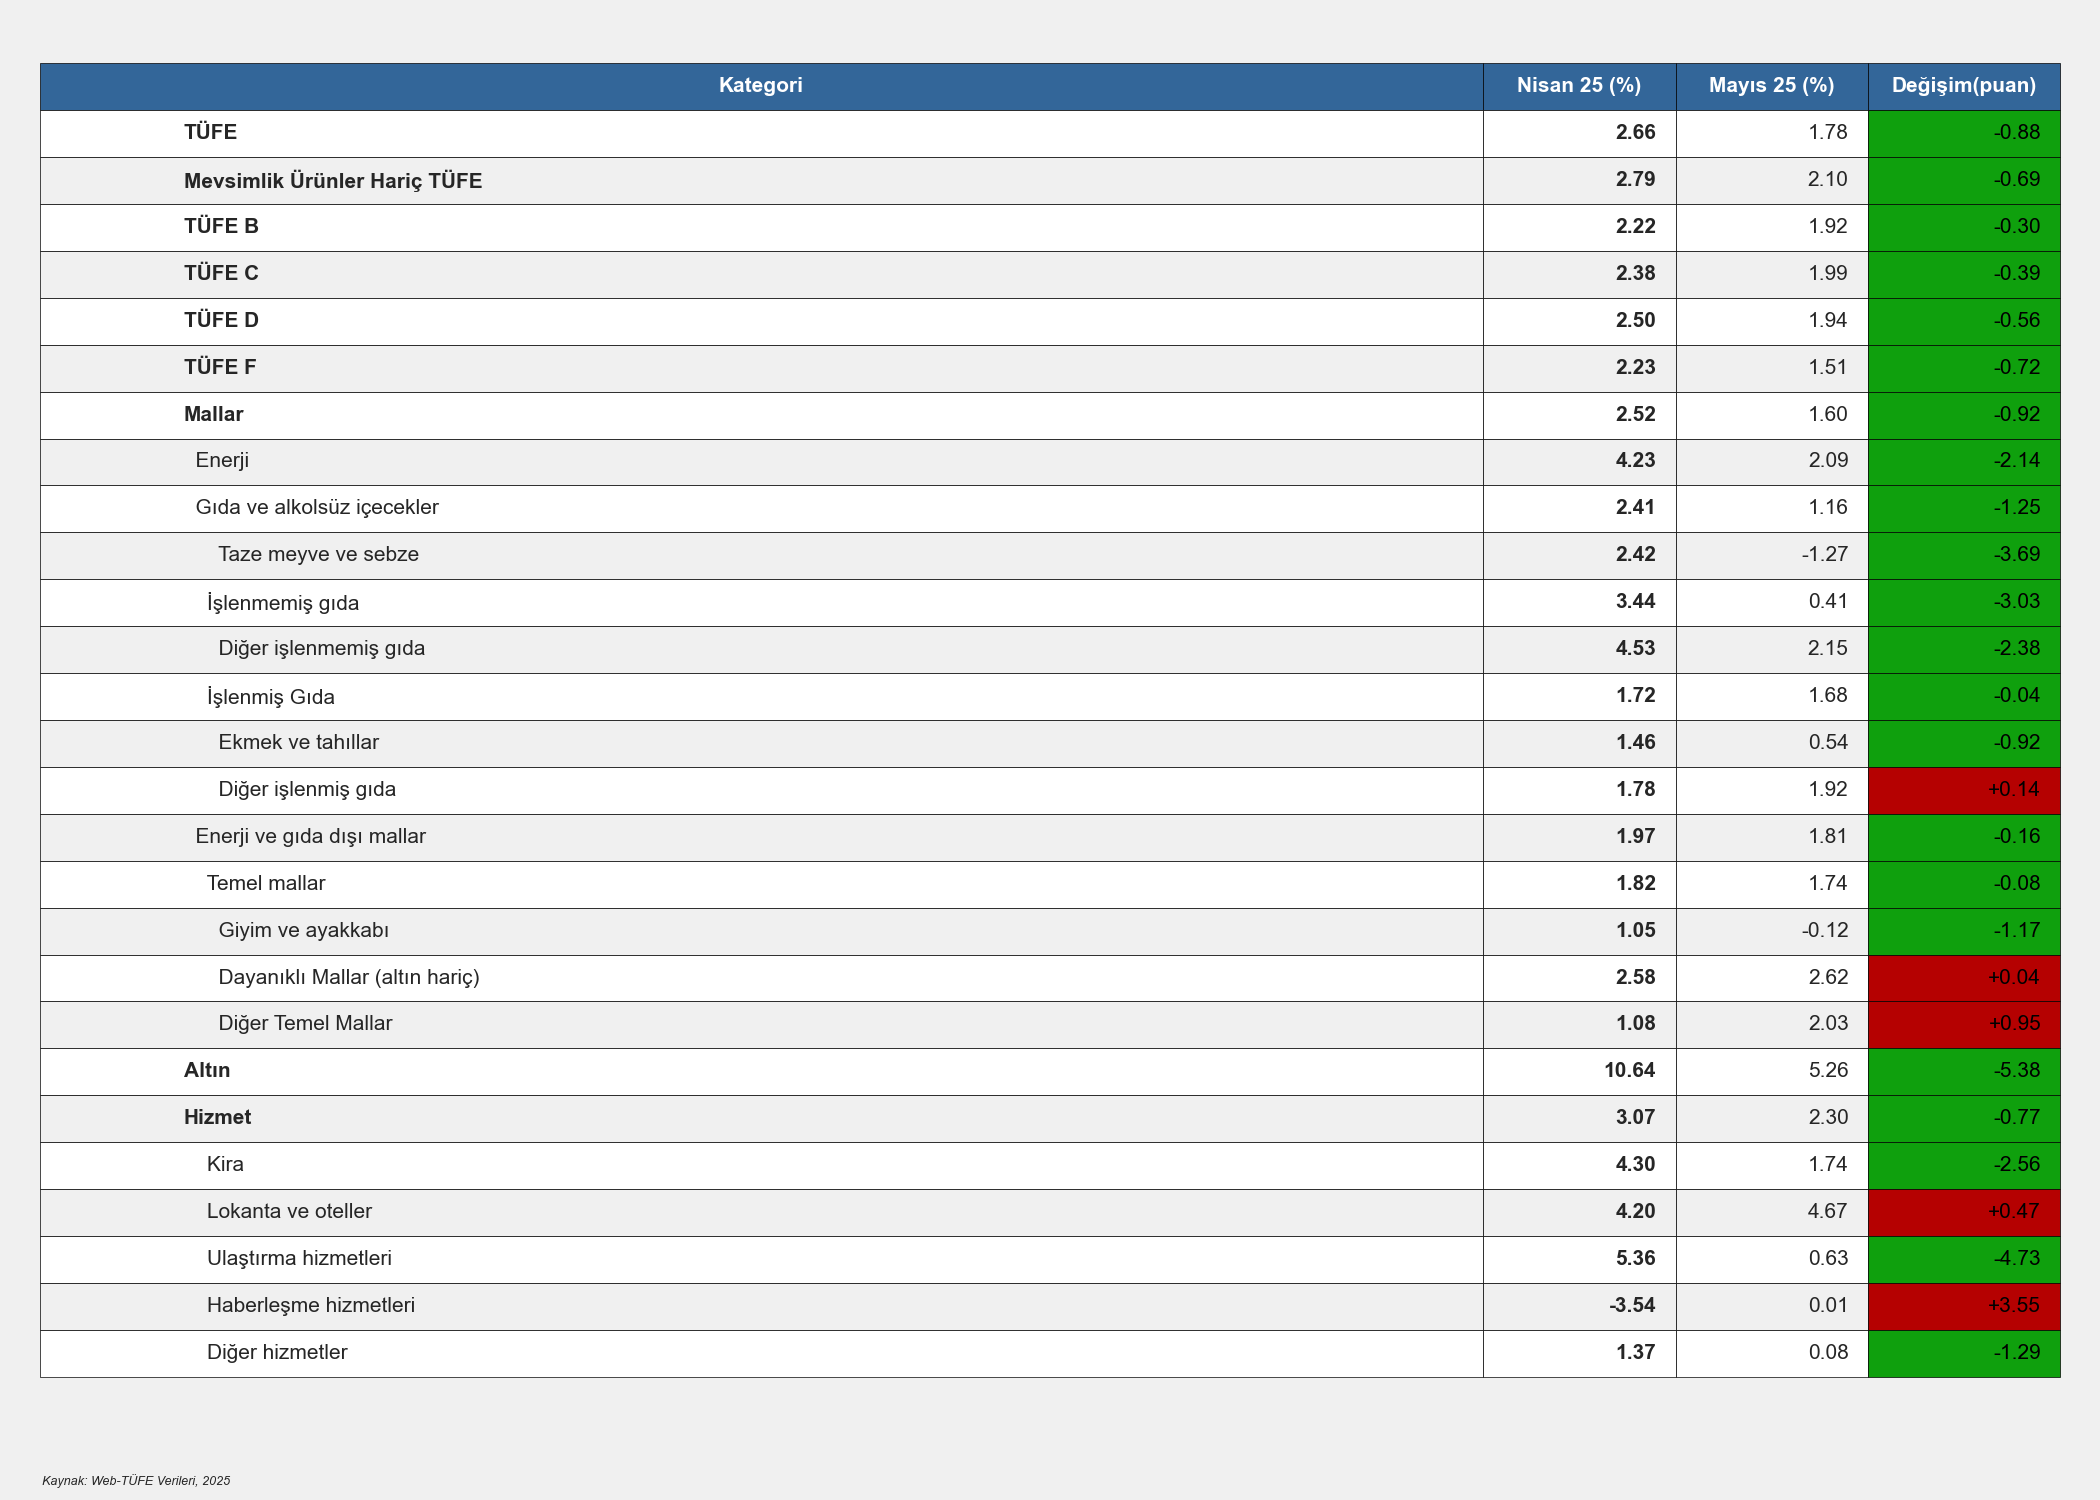 Kategori Nisan 25 (%) Mayıs 25 (%) Değişim(puan)
TÜFE 2.66 1.78 -0.88
Mevsimlik Ürünler Hariç TÜFE 2.79 2.10 -0.69
TÜFE B 2.22 1.92 -0.30
TÜFE C 2.38 1.99 -0.39
TÜFE D 2.50 1.94 -0.56
TÜFE F 2.23 1.51 -0.72
Mallar 2.52 1.60 -0.92
Enerji 4.23 2.09 -2.14
Gıda ve alkolsüz içecekler 2.41 1.16 -1.25
Taze meyve ve sebze 2.42 -1.27 -3.69
İşlenmemiş gıda 3.44 0.41 -3.03
Diğer işlenmemiş gıda 4.53 2.15 -2.38
İşlenmiş Gıda 1.72 1.68 -0.04
Ekmek ve tahıllar 1.46 0.54 -0.92
Diğer işlenmiş gıda 1.78 1.92 +0.14
Enerji ve gıda dışı mallar 1.97 1.81 -0.16
Temel mallar 1.82 1.74 -0.08
Giyim ve ayakkabı 1.05 -0.12 -1.17
Dayanıklı Mallar (altın hariç) 2.58 2.62 +0.04
Diğer Temel Mallar 1.08 2.03 +0.95
Altın 10.64 5.26 -5.38
Hizmet 3.07 2.30 -0.77
Kira 4.30 1.74 -2.56
Lokanta ve oteller 4.20 4.67 +0.47
Ulaştırma hizmetleri 5.36 0.63 -4.73
Haberleşme hizmetleri -3.54 0.01 +3.55
Diğer hizmetler 1.37 0.08 -1.29
Kaynak: Web-TÜFE Verileri, 2025